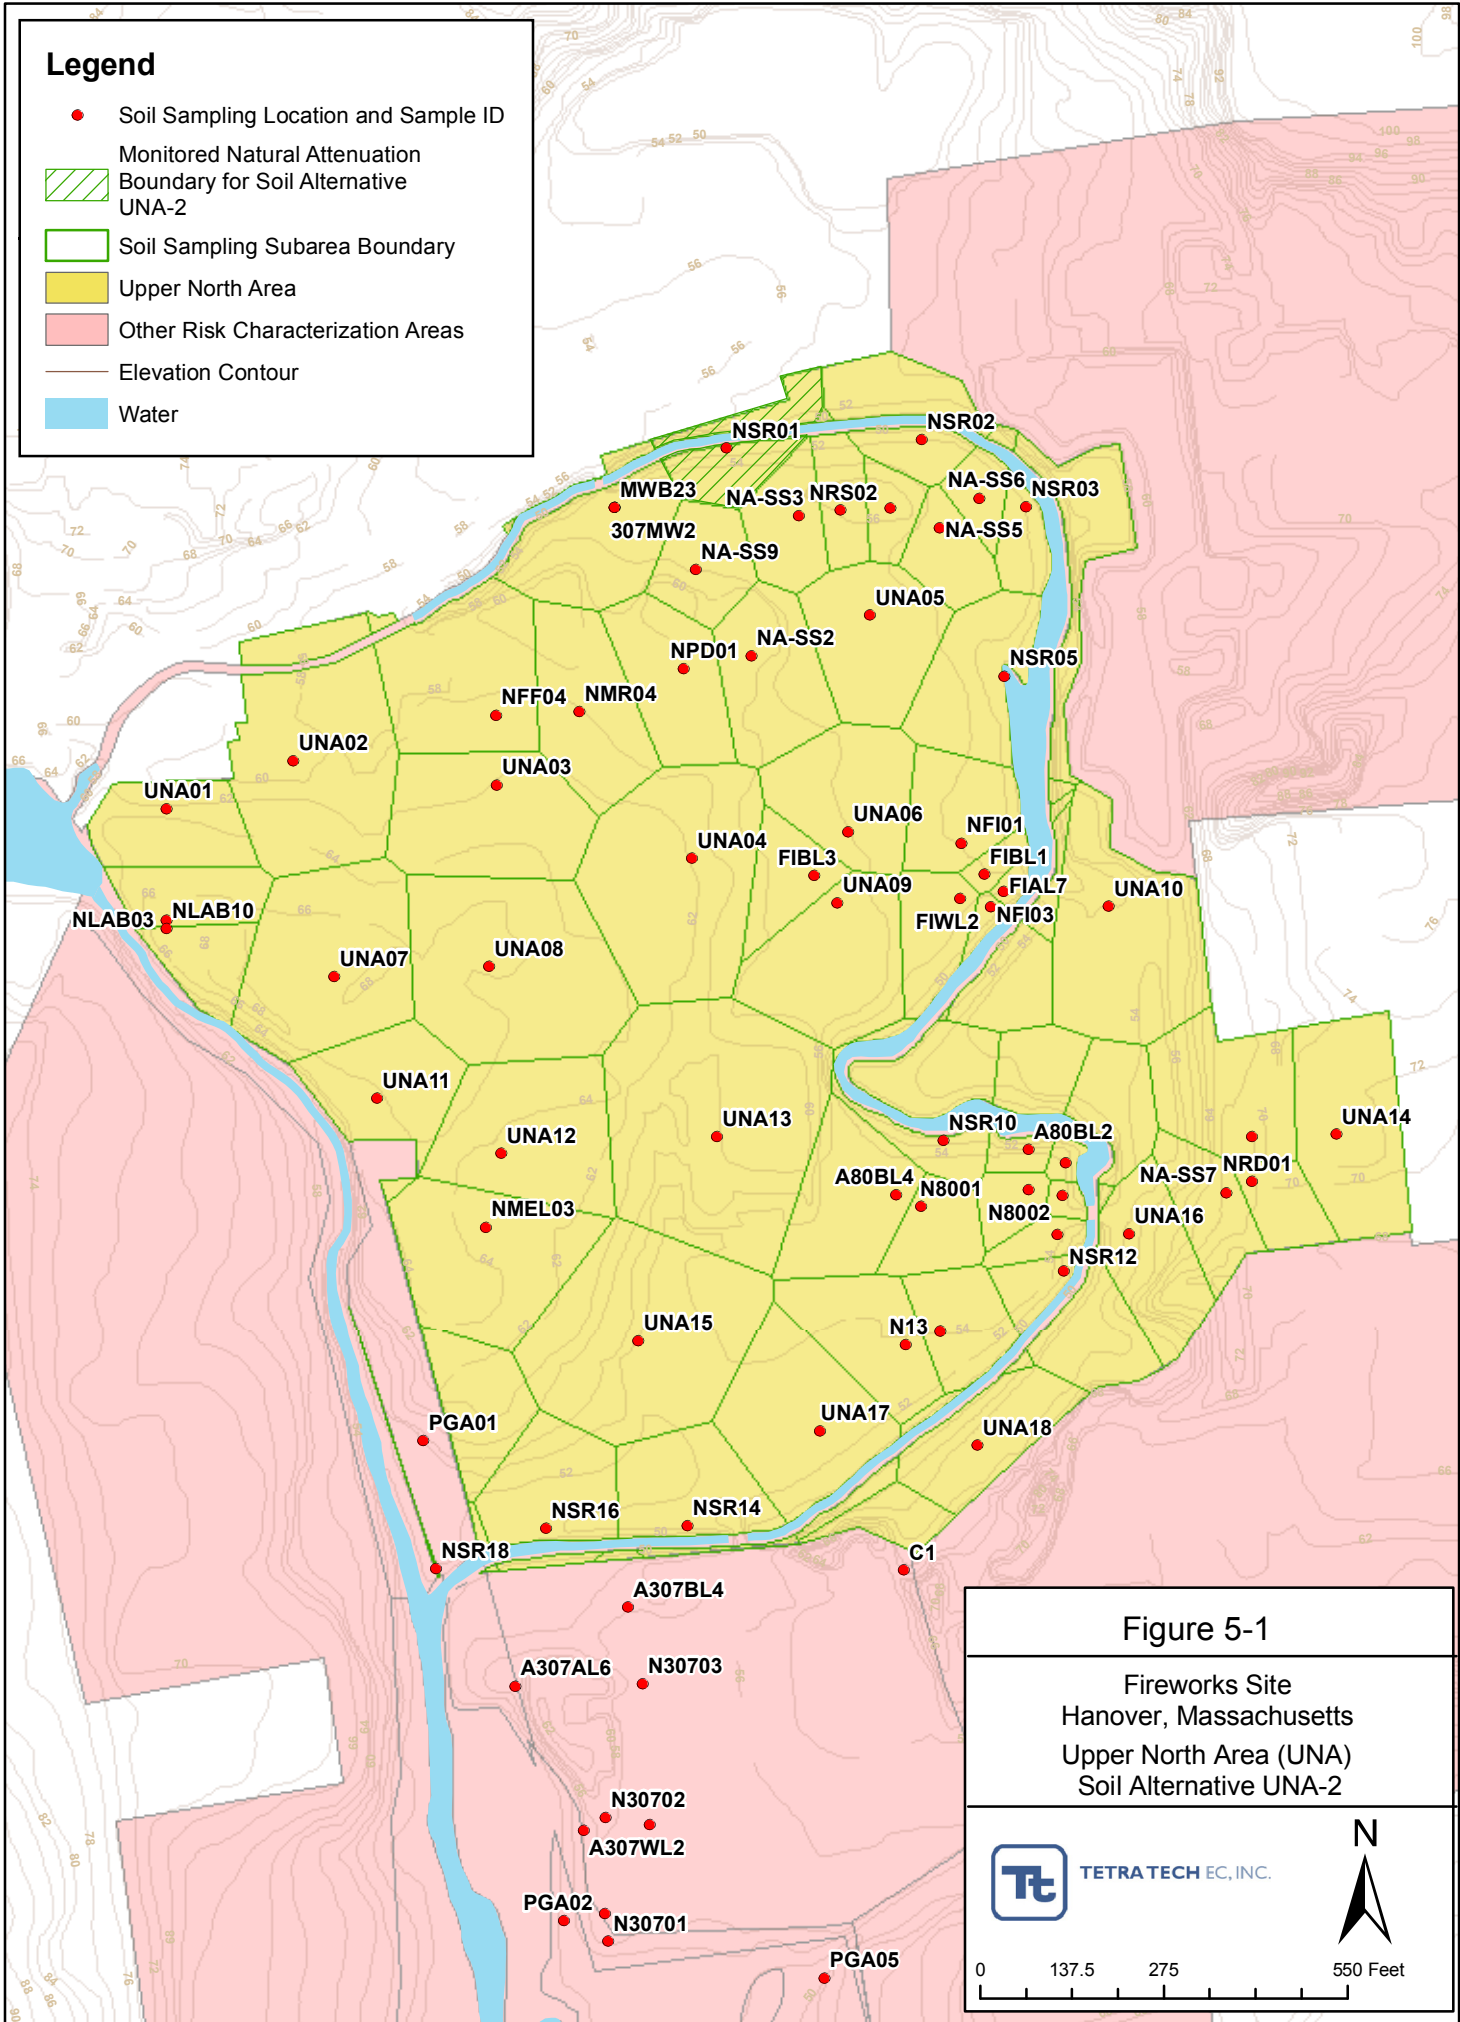 Legend
Soil Sampling Location and Sample ID
Monitored Natural Attenuation
Boundary for Soil Alternative
UNA-2
Soil Sampling Subarea Boundary
Upper North Area
Other Risk Characterization Areas
Elevation Contour
Water
NSR01
NSR02
MWB23
NA-SS3
NRS02
NA-SS6
NSR03
307MW2
NA-SS5
NA-SS9
UNA05
NPD01
NA-SS2
NSR05
NFF04
NMR04
UNA02
UNA03
UNA01
UNA06
NFI01
UNA04
FIBL3
FIBL1
UNA09
FIAL7
UNA10
NLAB03
NLAB10
FIWL2
NFI03
UNA07
UNA08
UNA11
UNA13
NSR10
A80BL2
UNA14
UNA12
A80BL4
N8001
NA-SS7
NRD01
NMEL03
N8002
UNA16
NSR12
UNA15
N13
PGA01
UNA17
UNA18
NSR16
NSR14
NSR18
C1
A307BL4
A307AL6
N30703
N30702
A307WL2
PGA02
N30701
PGA05
Figure 5-1
Fireworks Site
Hanover, Massachusetts
Upper North Area (UNA)
Soil Alternative UNA-2
Tt
TETRA TECH EC, INC.
N
0 137.5 275 550 Feet